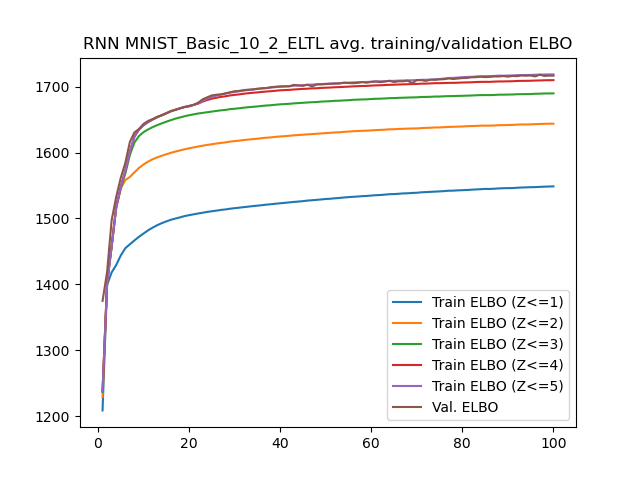 RNN MNIST_Basic_10_2_ELTL avg. training/validation ELBO
1700
1600
1500
1400
1300
1200
0 20 40 60 80 100
Train ELBO (Z<=1)
Train ELBO (Z<=2)
Train ELBO (Z<=3)
Train ELBO (Z<=4)
Train ELBO (Z<=5)
Val. ELBO